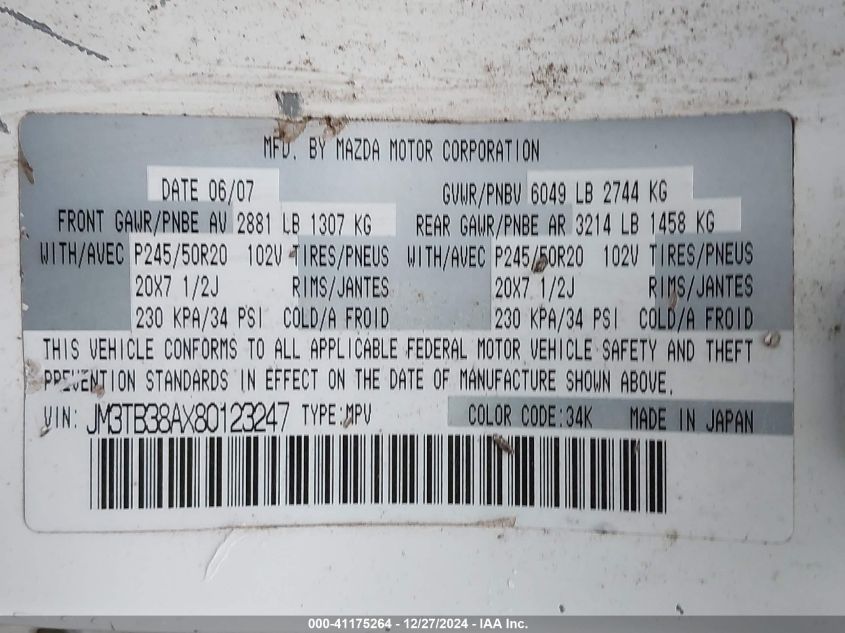 MFD. BY MAZDA MOTOR CORPORATION
DATE 06/07 GVWR/PNBV 6049 LB 2744 KG
FRONT GAWR/PNBE AV 2881 LB 1307 KG REAR GAWR/PNBE AR 3214 LB 1458 KG
WITH/AVEC P245/50R20 102V TIRES/PNEUS WITH/AVEC P245/50R20 102V TIRES/PNEUS
20X7 1/2J RIMS/JANTES 20X7 1/2J RIMS/JANTES
230 KPA/34 PSI COLD/A FROID 230 KPA/34 PSI COLD/A FROID
THIS VEHICLE CONFORMS TO ALL APPLICABLE FEDERAL MOTOR VEHICLE SAFETY AND THEFT
PREVENTION STANDARDS IN EFFECT ON THE DATE OF MANUFACTURE SHOWN ABOVE.
VIN: JM3TB38AX80123247 TYPE:MPV COLOR CODE:34K MADE IN JAPAN
000-41175264 - 12/27/2024 - IAA Inc.